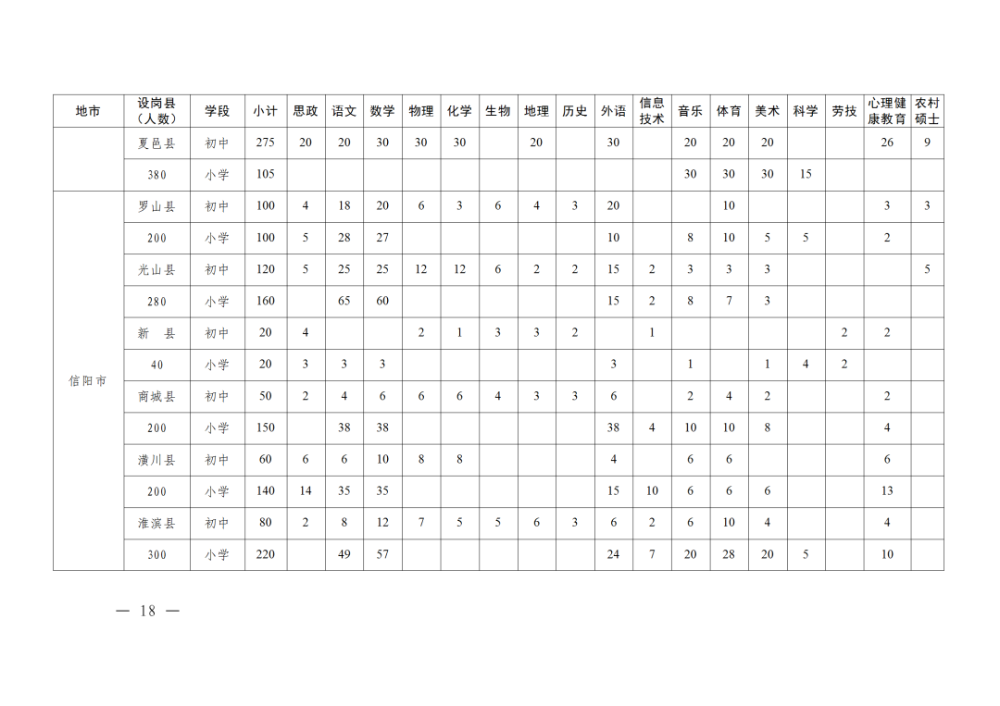 地市 设岗县（人数） 学段 小计 思政 语文 数学 物理 化学 生物 地理 历史 外语 信息技术 音乐 体育 美术 科学 劳技 心理健康教育 农村硕士
夏邑县 初中 275 20 20 30 30 30 20 30 20 20 20 26 9
380 小学 105 30 30 30 15
信阳市
罗山县 初中 100 4 18 20 6 3 6 4 3 20 10 3 3
200 小学 100 5 28 27 10 8 10 5 5 2
光山县 初中 120 5 25 25 12 12 6 2 2 15 2 3 3 3 5
280 小学 160 65 60 15 2 8 7 3
新 县 初中 20 4 2 1 3 3 2 1 2 2
40 小学 20 3 3 3 3 1 1 4 2
商城县 初中 50 2 4 6 6 6 4 3 3 6 2 4 2 2
200 小学 150 38 38 38 4 10 10 8 4
潢川县 初中 60 6 6 10 8 8 4 6 6 6
200 小学 140 14 35 35 15 10 6 6 6 13
淮滨县 初中 80 2 8 12 7 5 5 6 3 6 2 6 10 4 4
300 小学 220 49 57 24 7 20 28 20 5 10
— 18 —